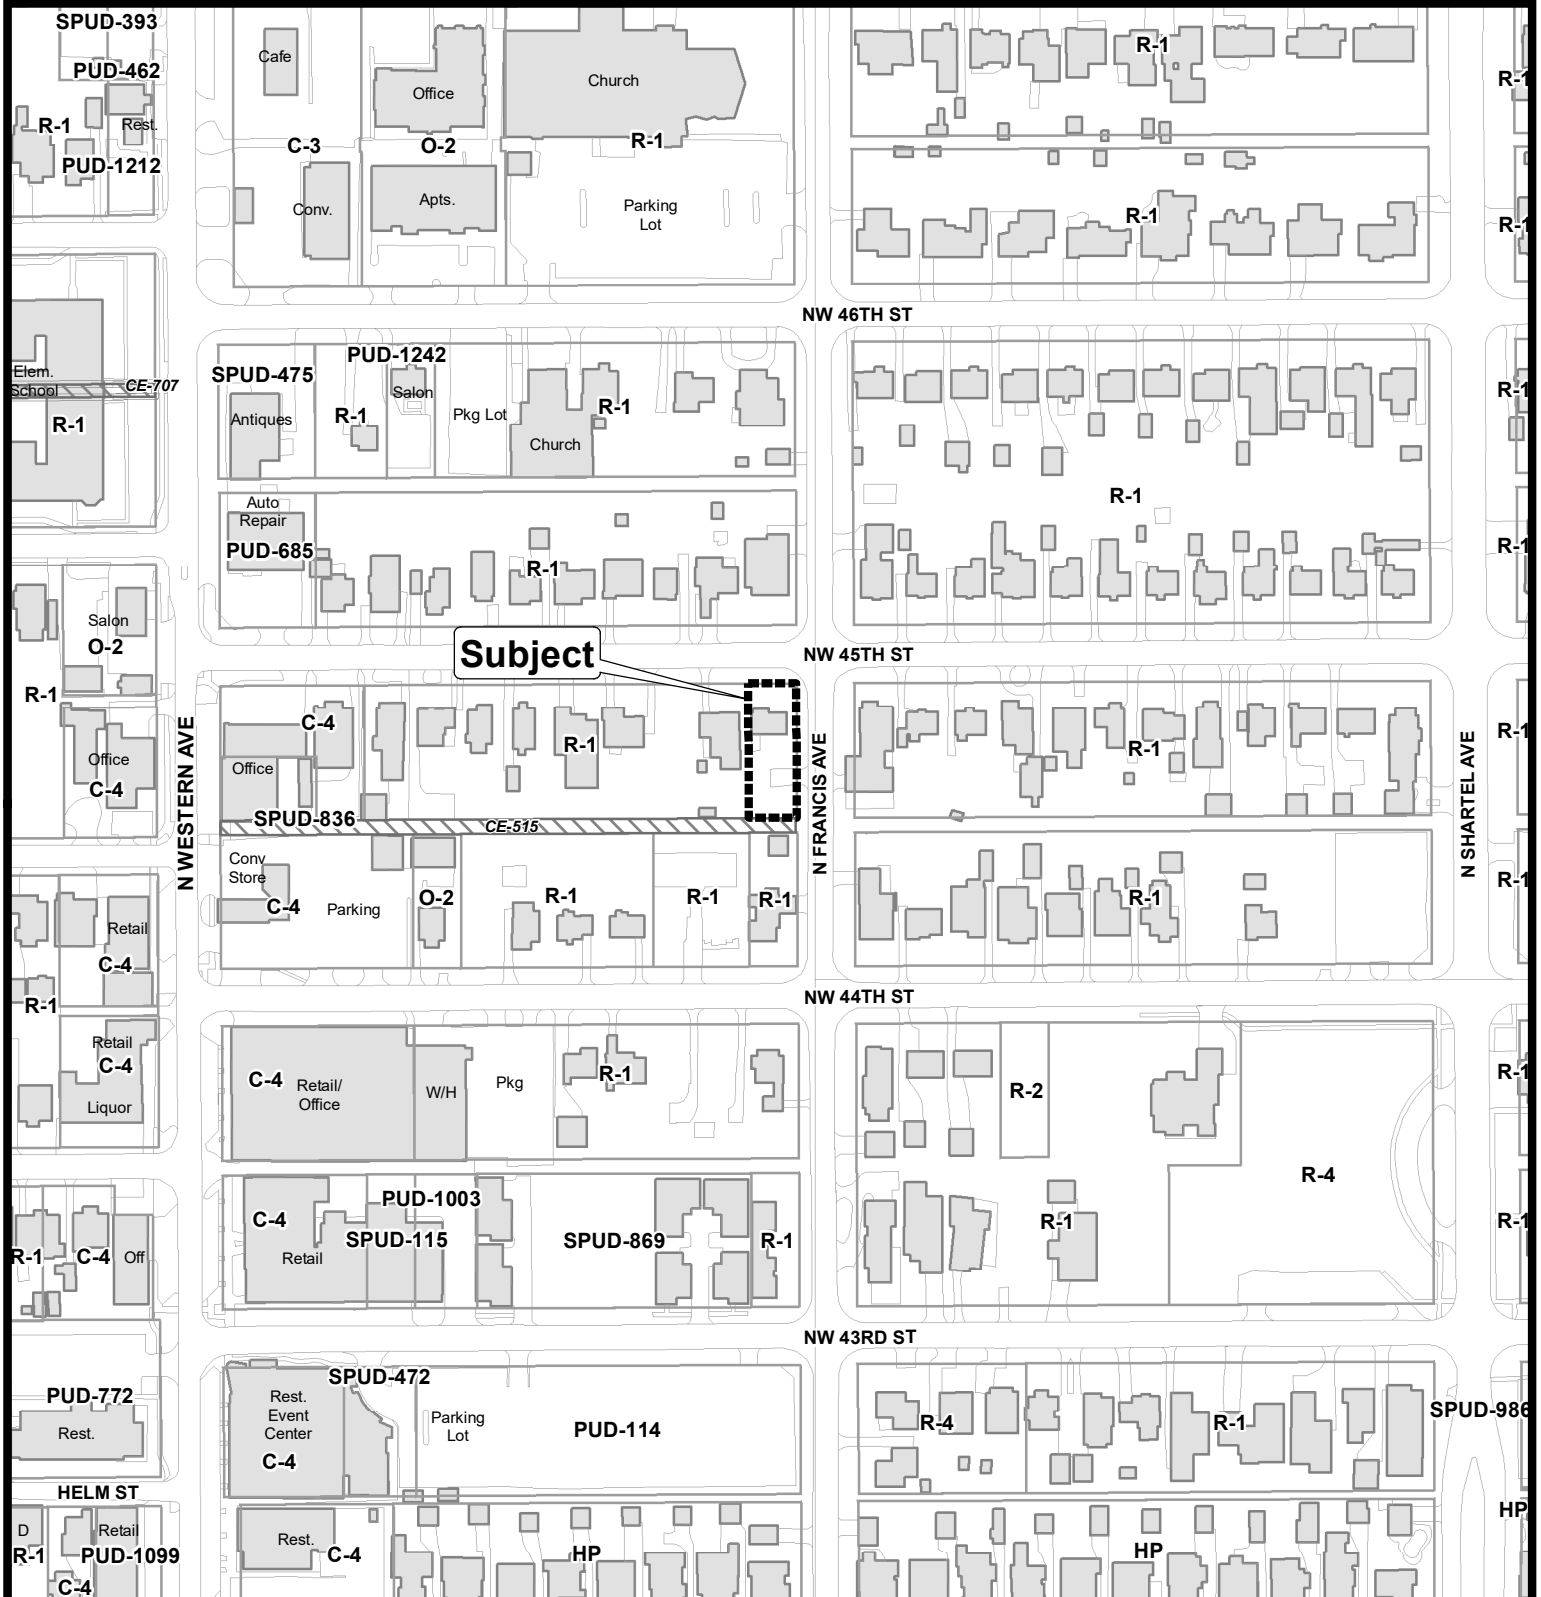 SPUD-393
PUD-462
R-1
Rest.
PUD-1212
Cafe
Office
Church
C-3
O-2
R-1
Conv.
Apts.
Parking
Lot
R-1
R-1
R-1
R-1
NW 46TH ST
Elem.
School
CE-707
R-1
SPUD-475
PUD-1242
Salon
Antiques
R-1
Pkg Lot
R-1
Church
R-1
R-1
Auto
Repair
PUD-685
R-1
R-1
Salon
O-2
R-1
Subject
NW 45TH ST
N WESTERN AVE
Office
C-4
C-4
Office
SPUD-836
R-1
CE-515
N FRANCIS AVE
R-1
N SHARTEL AVE
R-1
Conv
Store
C-4
Parking
O-2
R-1
R-1
R-1
R-1
R-1
Retail
C-4
R-1
NW 44TH ST
Retail
C-4
Liquor
C-4
Retail/
Office
W/H
Pkg
R-1
R-2
R-4
R-1
R-1
C-4
Off
C-4
Retail
PUD-1003
SPUD-115
SPUD-869
R-1
R-1
R-1
NW 43RD ST
PUD-772
Rest.
HELM ST
Rest.
Event
Center
C-4
SPUD-472
Parking
Lot
PUD-114
R-4
R-1
SPUD-986
D
R-1
Retail
PUD-1099
C-4
Rest.
C-4
HP
HP
HP